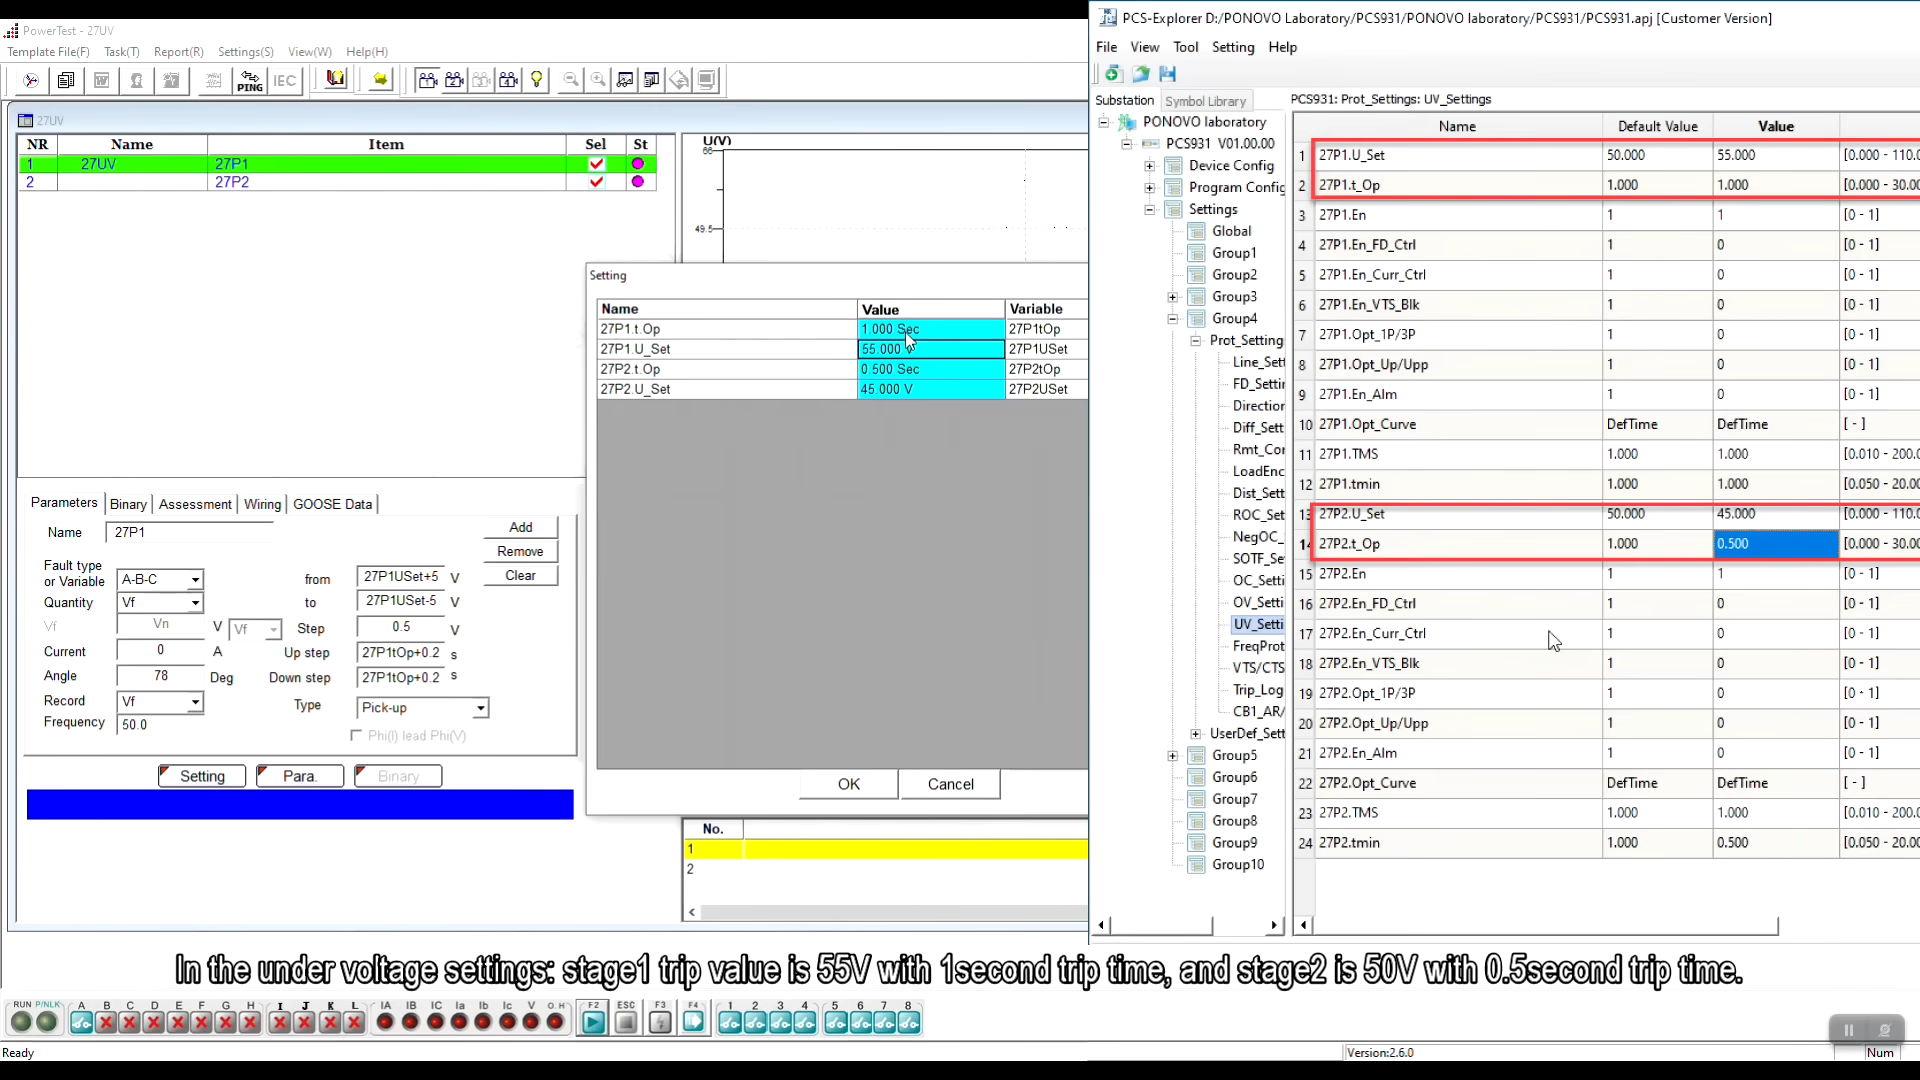 PowerTest - 27UV
Template File(F) Task(T) Report(R) Settings(S) View(W) Help(H)
PING IEC
27UV
NR Name Item Sel St
1 27UV 27P1
2 27P2
U(V)
66
49.5
Setting
Name Value Variable
27P1.t.Op 1.000 Sec 27P1tOp
27P1.U_Set 55.000 27P1USet
27P2.t.Op 0.500 Sec 27P2tOp
27P2.U_Set 45.000 V 27P2USet
OK Cancel
Parameters Binary Assessment Wiring GOOSE Data
Name 27P1 Add
Remove
Clear
Fault type
or Variable A-B-C from 27P1USet+5 V
Quantity Vf to 27P1USet-5 V
Vf Vn V Vf Step 0.5 V
Current 0 A Up step 27P1tOp+0.2 s
Angle 78 Deg Down step 27P1tOp+0.2 s
Record Vf Type Pick-up
Frequency 50.0
Phi(I) lead Phi(V)
Setting Para. Binary
No.
1
2
PCS-Explorer D:/PONOVO Laboratory/PCS931/PONOVO laboratory/PCS931/PCS931.apj [Customer Version]
File View Tool Setting Help
Substation Symbol Library
PONOVO laboratory
PCS931 V01.00.00
Device Config
Program Config
Settings
Global
Group1
Group2
Group3
Group4
Prot_Setting
Line_Sett
FD_Settin
Direction
Diff_Sett
Rmt_Cor
LoadEnc
Dist_Sett
ROC_Set
NegOC_
SOTF_Se
OC_Setti
OV_Setti
UV_Setti
FreqProt
VTS/CTS
Trip_Log
CB1_AR/
UserDef_Sett
Group5
Group6
Group7
Group8
Group9
Group10
PCS931: Prot_Settings: UV_Settings
Name Default Value Value
1 27P1.U_Set 50.000 55.000 [0.000 - 110.0
2 27P1.t_Op 1.000 1.000 [0.000 - 30.00
3 27P1.En 1 1 [0 - 1]
4 27P1.En_FD_Ctrl 1 0 [0 - 1]
5 27P1.En_Curr_Ctrl 1 0 [0 - 1]
6 27P1.En_VTS_Blk 1 0 [0 - 1]
7 27P1.Opt_1P/3P 1 0 [0 - 1]
8 27P1.Opt_Up/Upp 1 0 [0 - 1]
9 27P1.En_Alm 1 0 [0 - 1]
10 27P1.Opt_Curve DefTime DefTime [ - ]
11 27P1.TMS 1.000 1.000 [0.010 - 200.0
12 27P1.tmin 1.000 1.000 [0.050 - 20.00
13 27P2.U_Set 50.000 45.000 [0.000 - 110.0
14 27P2.t_Op 1.000 0.500 [0.000 - 30.00
15 27P2.En 1 1 [0 - 1]
16 27P2.En_FD_Ctrl 1 0 [0 - 1]
17 27P2.En_Curr_Ctrl 1 0 [0 - 1]
18 27P2.En_VTS_Blk 1 0 [0 - 1]
19 27P2.Opt_1P/3P 1 0 [0 - 1]
20 27P2.Opt_Up/Upp 1 0 [0 - 1]
21 27P2.En_Alm 1 0 [0 - 1]
22 27P2.Opt_Curve DefTime DefTime [ - ]
23 27P2.TMS 1.000 1.000 [0.010 - 200.0
24 27P2.tmin 1.000 0.500 [0.050 - 20.00
In the under voltage settings: stage1 trip value is 55V with 1second trip time, and stage2 is 50V with 0.5second trip time.
RUN P/NLK A B C D E F G H I J K L IA IB IC Ia Ib Ic V O.H F2 ESC F3 F4 1 2 3 4 5 6 7 8
Ready Version:2.6.0 Num